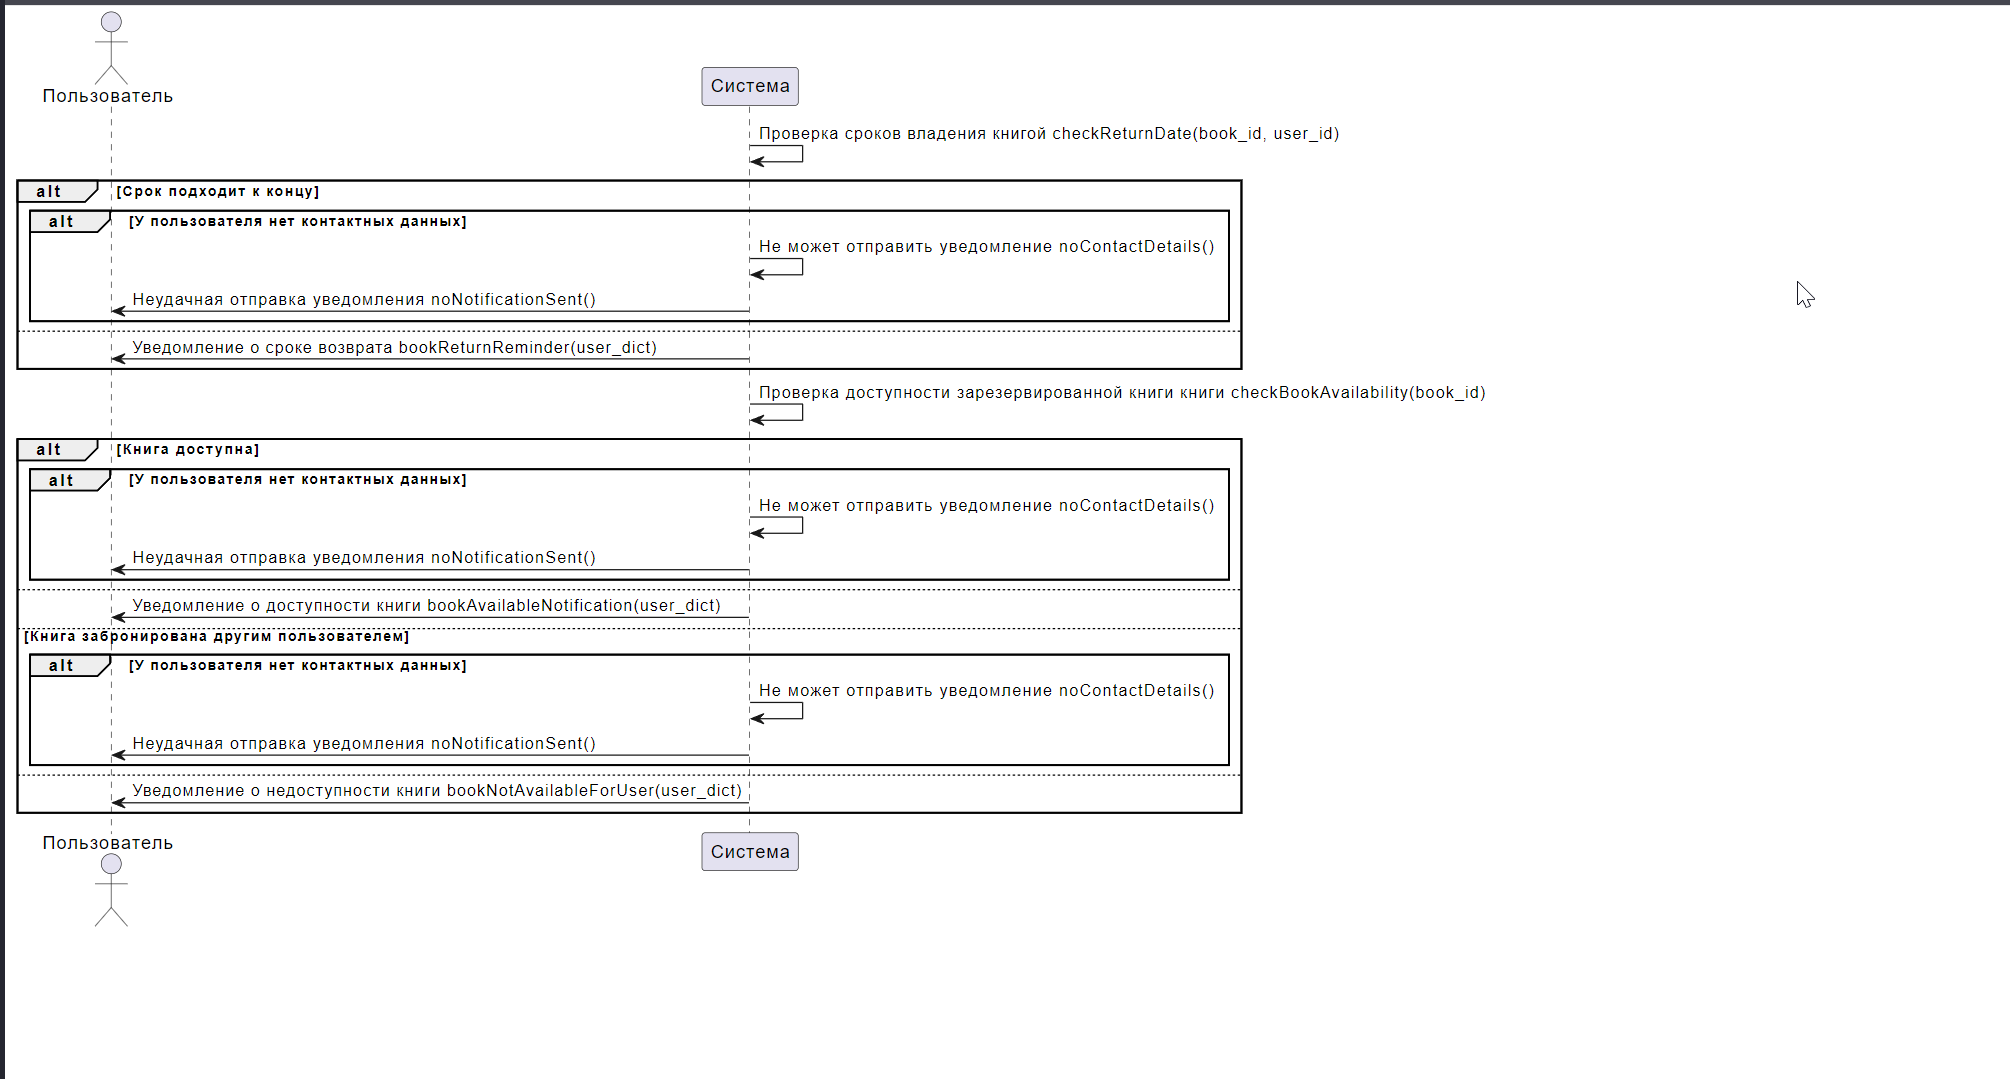 Пользователь
Система
Проверка сроков владения книгой checkReturnDate(book_id, user_id)
alt [Срок подходит к концу]
alt [У пользователя нет контактных данных]
Не может отправить уведомление noContactDetails()
Неудачная отправка уведомления noNotificationSent()
Уведомление о сроке возврата bookReturnReminder(user_dict)
Проверка доступности зарезервированной книги книги checkBookAvailability(book_id)
alt [Книга доступна]
alt [У пользователя нет контактных данных]
Не может отправить уведомление noContactDetails()
Неудачная отправка уведомления noNotificationSent()
Уведомление о доступности книги bookAvailableNotification(user_dict)
[Книга забронирована другим пользователем]
alt [У пользователя нет контактных данных]
Не может отправить уведомление noContactDetails()
Неудачная отправка уведомления noNotificationSent()
Уведомление о недоступности книги bookNotAvailableForUser(user_dict)
Пользователь
Система